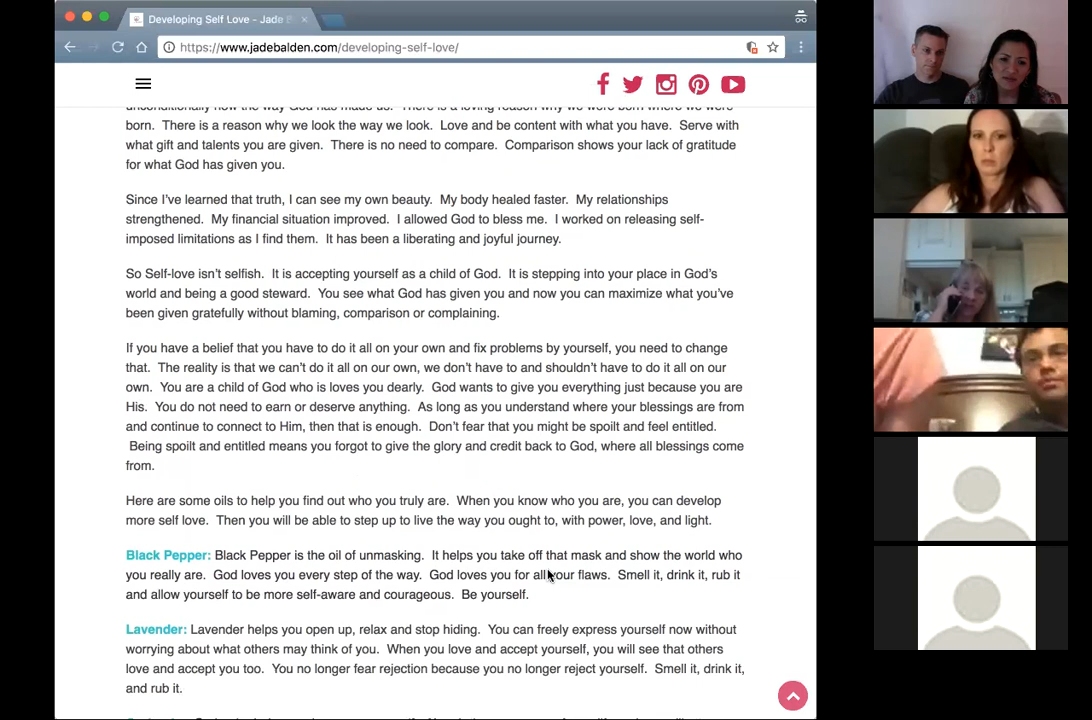 Developing Self Love - Jade B
https://www.jadebalden.com/developing-self-love/
unconditionally how the way God has made us. There is a loving reason why we were born where we were
born.  There is a reason why we look the way we look.  Love and be content with what you have.  Serve with
what gift and talents you are given.  There is no need to compare.  Comparison shows your lack of gratitude
for what God has given you.
Since I've learned that truth, I can see my own beauty.  My body healed faster.  My relationships
strengthened.  My financial situation improved.  I allowed God to bless me.  I worked on releasing self-
imposed limitations as I find them.  It has been a liberating and joyful journey.
So Self-love isn't selfish.  It is accepting yourself as a child of God.  It is stepping into your place in God's
world and being a good steward.  You see what God has given you and now you can maximize what you've
been given gratefully without blaming, comparison or complaining.
If you have a belief that you have to do it all on your own and fix problems by yourself, you need to change
that.  The reality is that we can't do it all on our own, we don't have to and shouldn't have to do it all on our
own.  You are a child of God who is loves you dearly.  God wants to give you everything just because you are
His.  You do not need to earn or deserve anything.  As long as you understand where your blessings are from
and continue to connect to Him, then that is enough.  Don't fear that you might be spoilt and feel entitled.
Being spoilt and entitled means you forgot to give the glory and credit back to God, where all blessings come
from.
Here are some oils to help you find out who you truly are.  When you know who you are, you can develop
more self love.  Then you will be able to step up to live the way you ought to, with power, love, and light.
Black Pepper: Black Pepper is the oil of unmasking.  It helps you take off that mask and show the world who
you really are.  God loves you every step of the way.  God loves you for all your flaws.  Smell it, drink it, rub it
and allow yourself to be more self-aware and courageous.  Be yourself.
Lavender: Lavender helps you open up, relax and stop hiding.  You can freely express yourself now without
worrying about what others may think of you.  When you love and accept yourself, you will see that others
love and accept you too.  You no longer fear rejection because you no longer reject yourself.  Smell it, drink it,
and rub it.